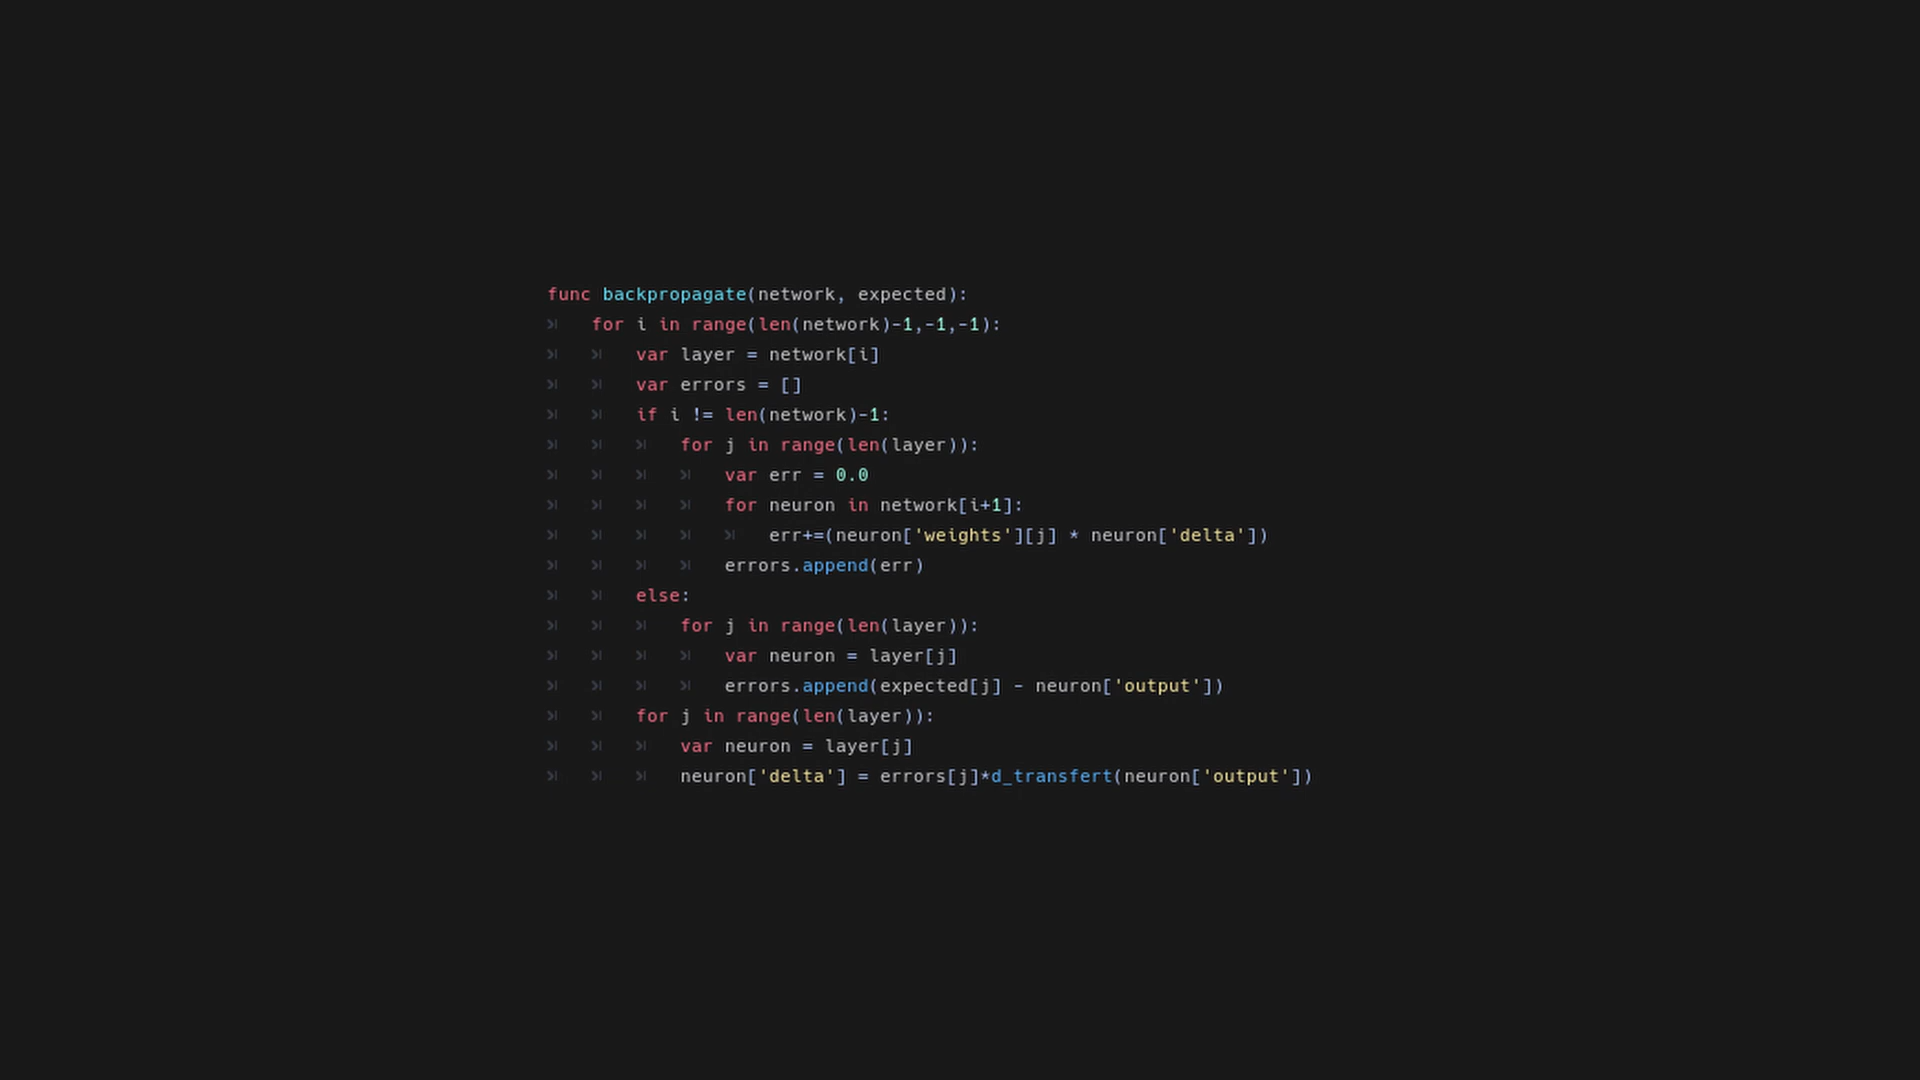 func backpropagate(network, expected):
for i in range(len(network)-1,-1,-1):
var layer = network[i]
var errors = []
if i != len(network)-1:
for j in range(len(layer)):
var err = 0.0
for neuron in network[i+1]:
err+=(neuron['weights'][j] * neuron['delta'])
errors.append(err)
else:
for j in range(len(layer)):
var neuron = layer[j]
errors.append(expected[j] - neuron['output'])
for j in range(len(layer)):
var neuron = layer[j]
neuron['delta'] = errors[j]*d_transfert(neuron['output'])